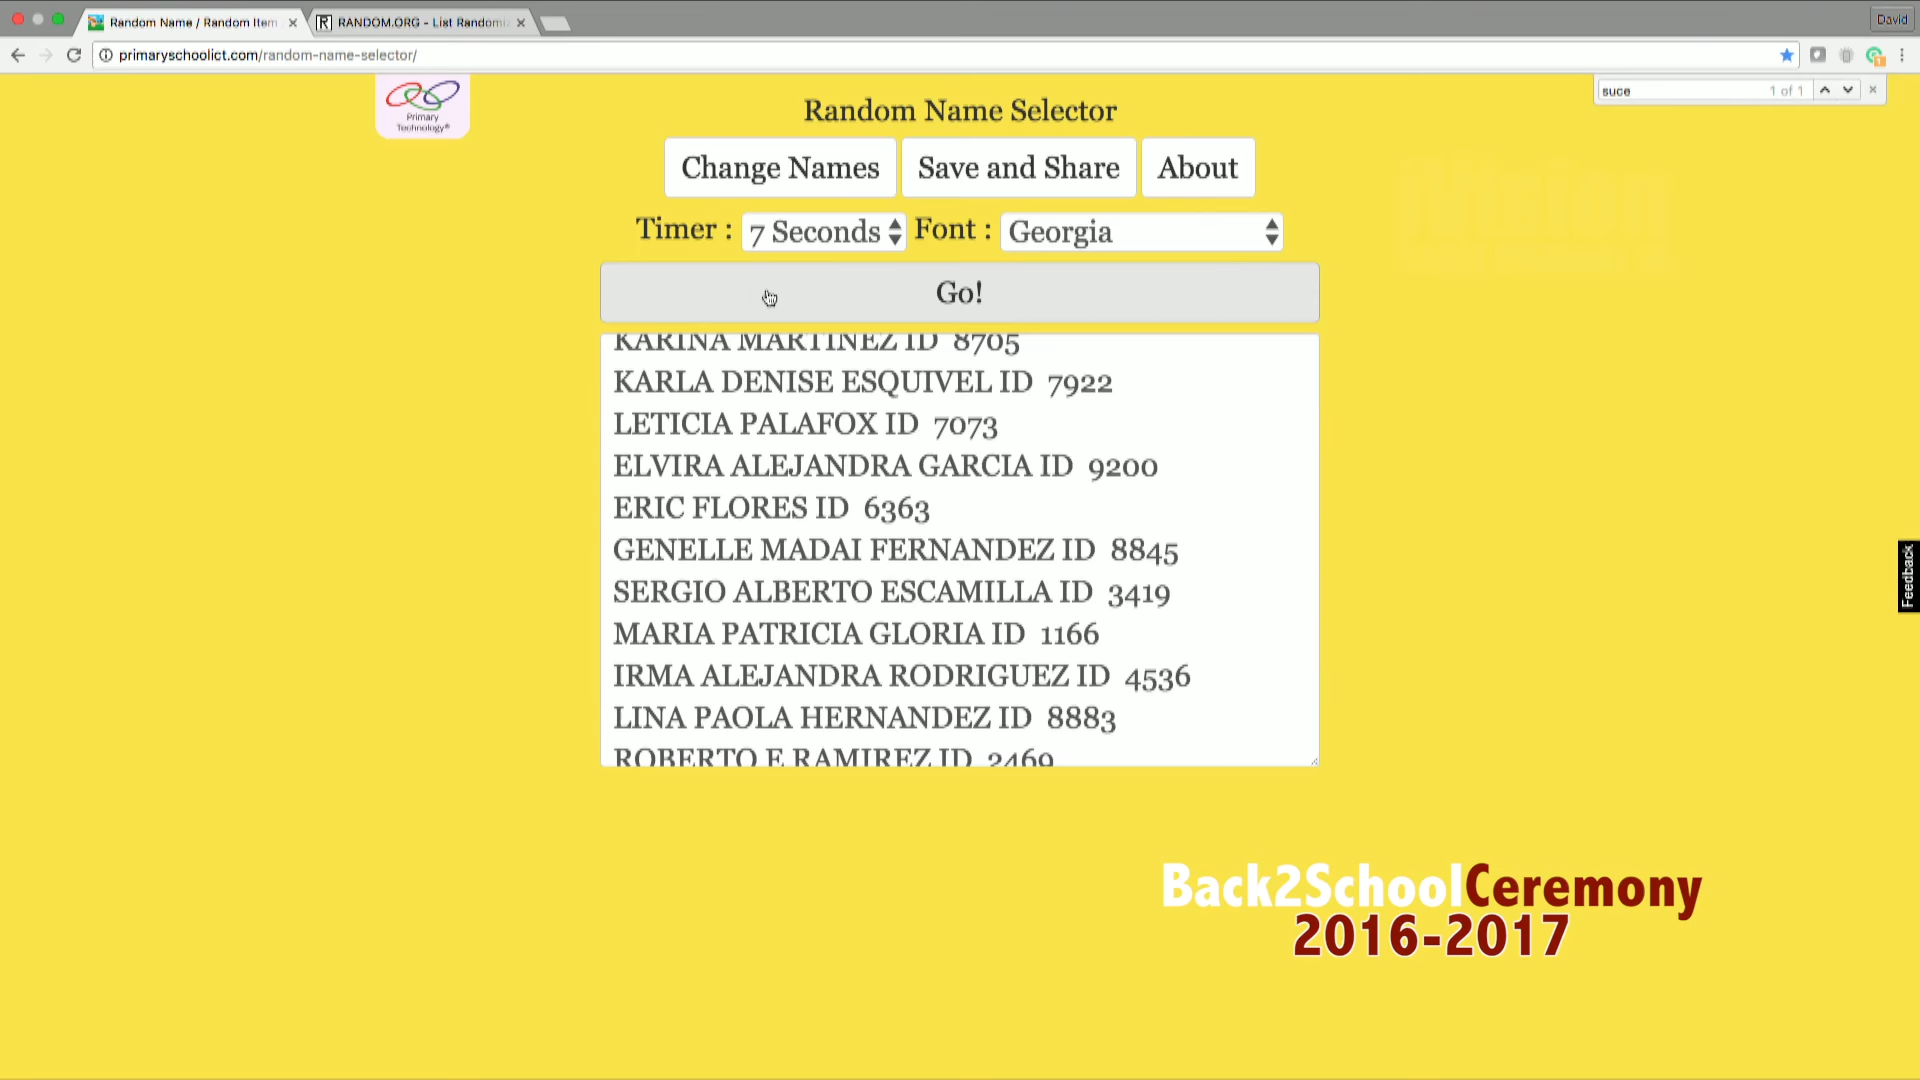 Random Name / Random Item
RANDOM.ORG - List Randomi
David
primaryschoolict.com/random-name-selector/
suce
1 of 1
Primary
Technology®
Random Name Selector
Change Names
Save and Share
About
Timer :
7 Seconds
Font :
Georgia
Go!
KARINA MARTINEZ ID 8705
KARLA DENISE ESQUIVEL ID 7922
LETICIA PALAFOX ID 7073
ELVIRA ALEJANDRA GARCIA ID 9200
ERIC FLORES ID 6363
GENELLE MADAI FERNANDEZ ID 8845
SERGIO ALBERTO ESCAMILLA ID 3419
MARIA PATRICIA GLORIA ID 1166
IRMA ALEJANDRA RODRIGUEZ ID 4536
LINA PAOLA HERNANDEZ ID 8883
ROBERTO E RAMIREZ ID 2469
Feedback
Back2SchoolCeremony
2016-2017